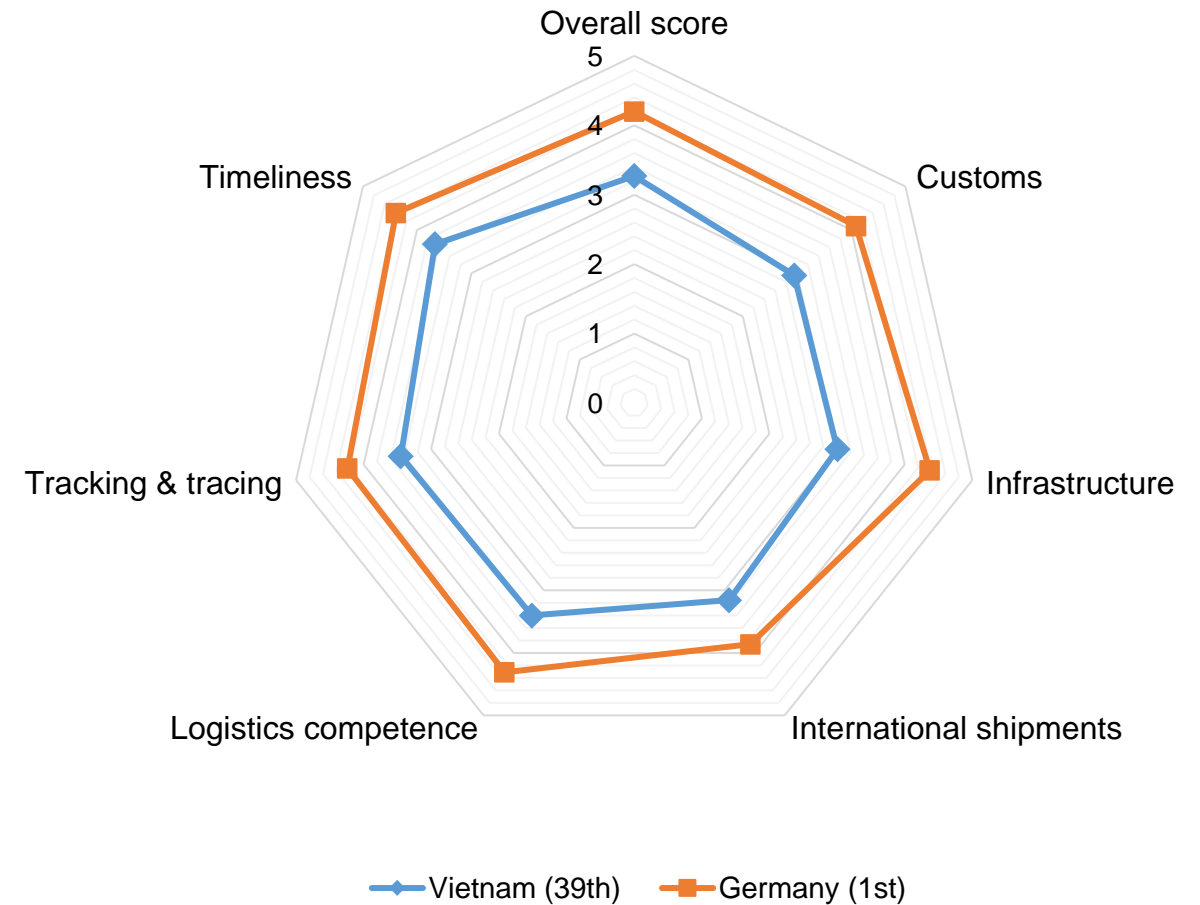 Overall score
5
4
3
2
1
0
Timeliness
Customs
Tracking & tracing
Infrastructure
Logistics competence
International shipments
Vietnam (39th)
Germany (1st)